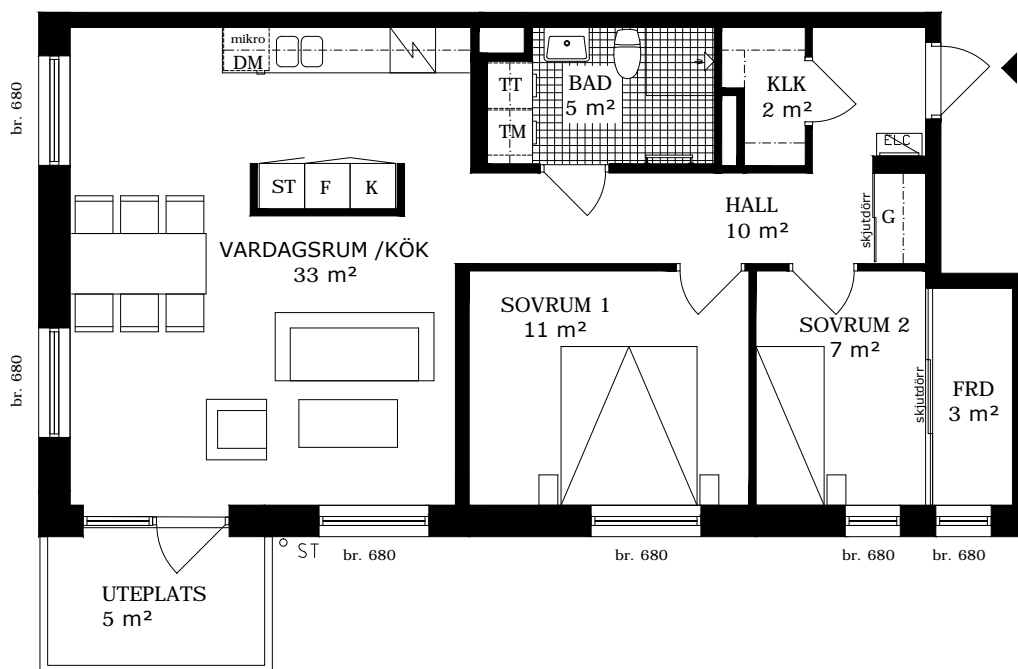 mikro
DM
TT
TM
BAD
5 m²
KLK
2 m²
ELC
br. 680
ST
F
K
HALL
10 m²
skjutdörr
G
VARDAGSRUM /KÖK
33 m²
SOVRUM 1
11 m²
SOVRUM 2
7 m²
br. 680
skjutdörr
FRD
3 m²
ST
br. 680
br. 680
br. 680
br. 680
UTEPLATS
5 m²